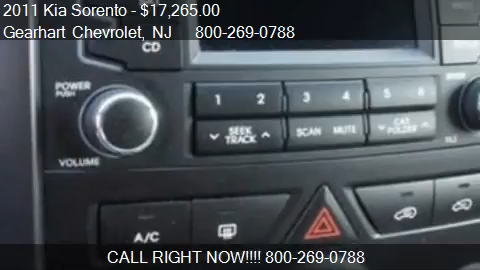 2011 Kia Sorento - $17,265.00
Gearhart Chevrolet, NJ 800-269-0788
CD
POWER
PUSH
1 2 3 4 5 6
SEEK
TRACK
SCAN MUTE
CAT
FOLDER
VOLUME
FILE
A/C
CALL RIGHT NOW!!!! 800-269-0788